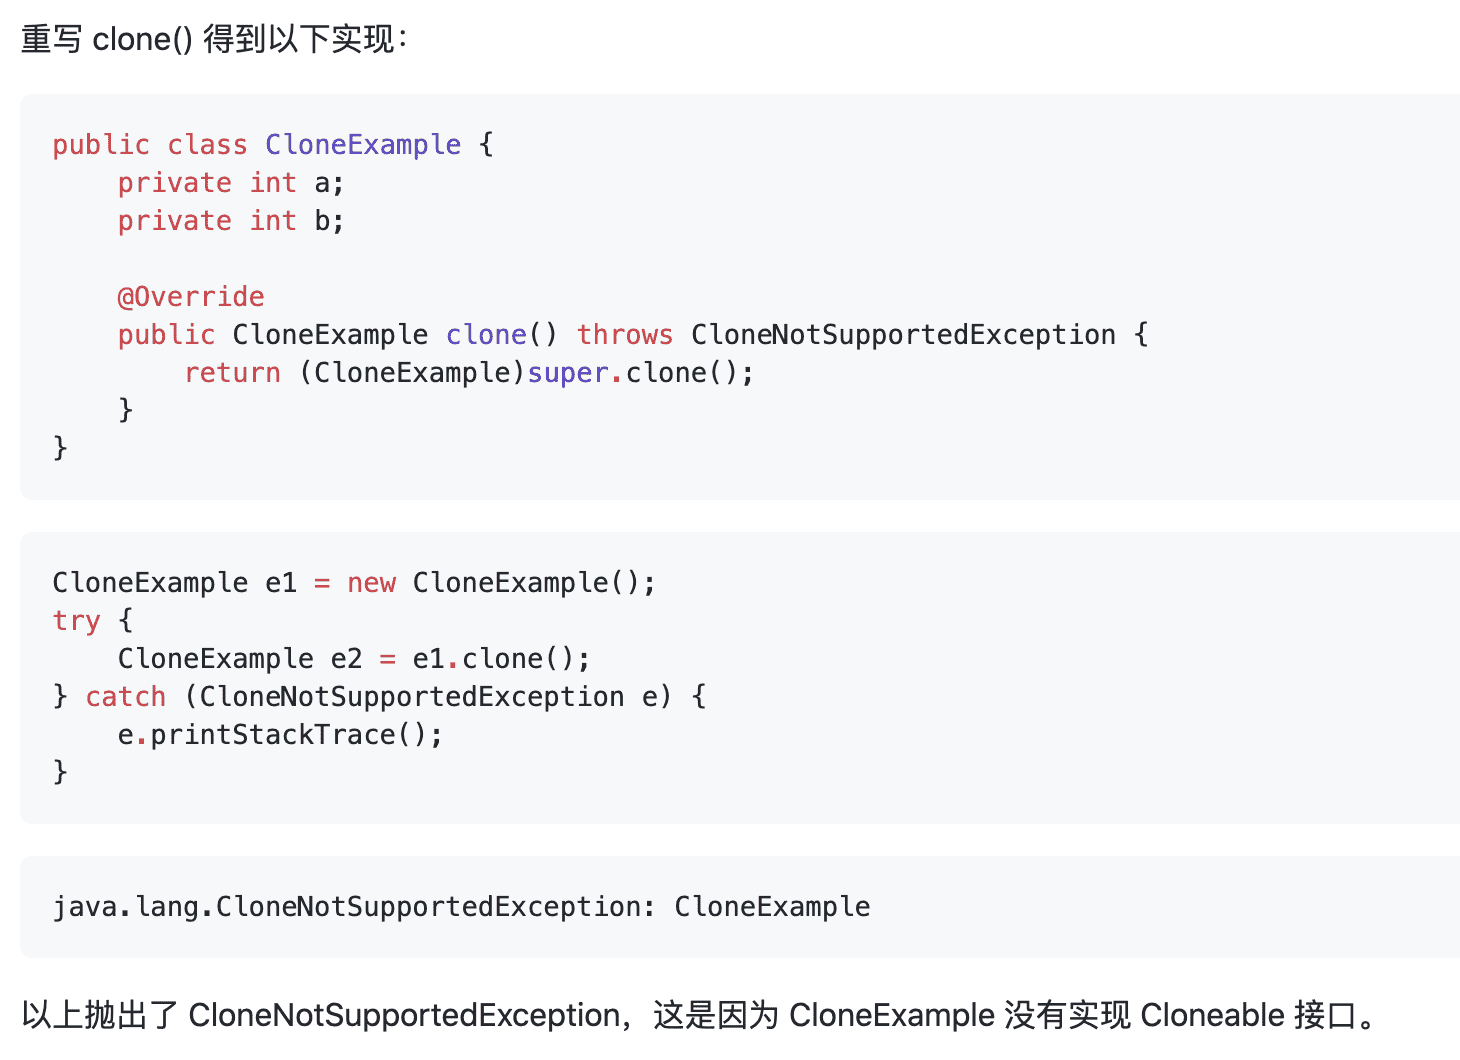 重写 clone() 得到以下实现：
public class CloneExample {
    private int a;
    private int b;

    @Override
    public CloneExample clone() throws CloneNotSupportedException {
        return (CloneExample)super.clone();
    }
}
CloneExample e1 = new CloneExample();
try {
    CloneExample e2 = e1.clone();
} catch (CloneNotSupportedException e) {
    e.printStackTrace();
}
java.lang.CloneNotSupportedException: CloneExample
以上抛出了 CloneNotSupportedException，这是因为 CloneExample 没有实现 Cloneable 接口。